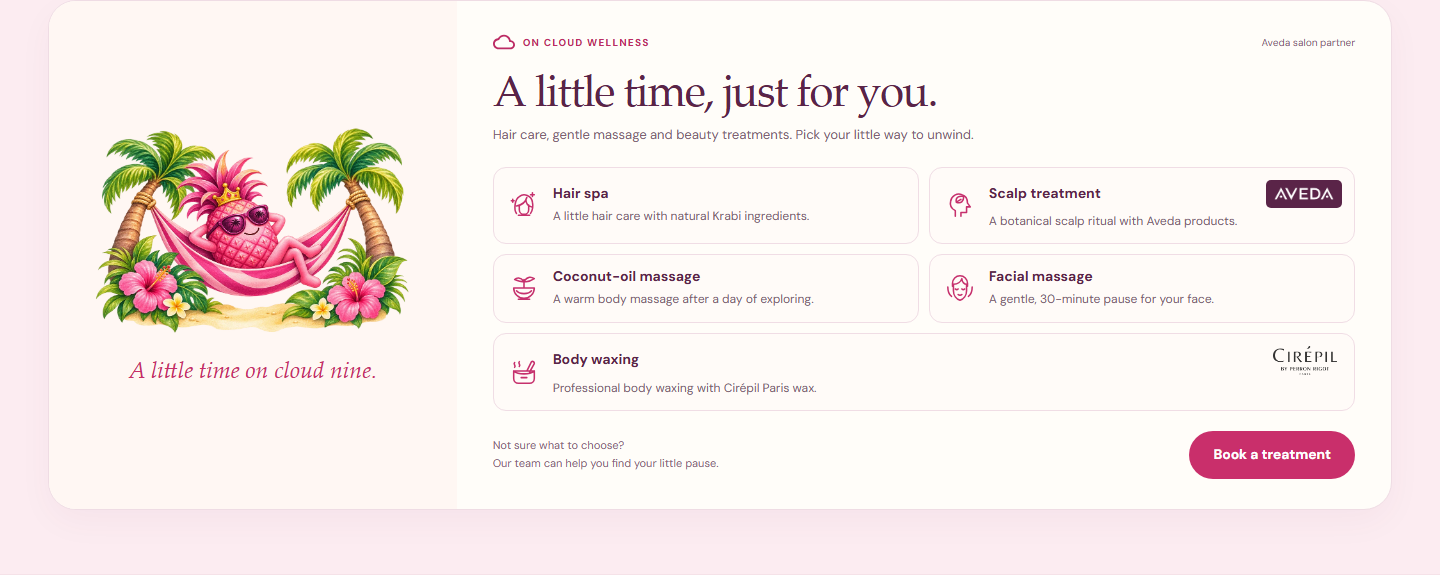 ON CLOUD WELLNESS
Aveda salon partner
A little time, just for you.
Hair care, gentle massage and beauty treatments. Pick your little way to unwind.
Hair spa
A little hair care with natural Krabi ingredients.
Scalp treatment
AVEDA
A botanical scalp ritual with Aveda products.
Coconut-oil massage
A warm body massage after a day of exploring.
Facial massage
A gentle, 30-minute pause for your face.
Body waxing
CIRÉPIL
BY PERRON RIGOT
Professional body waxing with Cirépil Paris wax.
A little time on cloud nine.
Not sure what to choose?
Our team can help you find your little pause.
Book a treatment